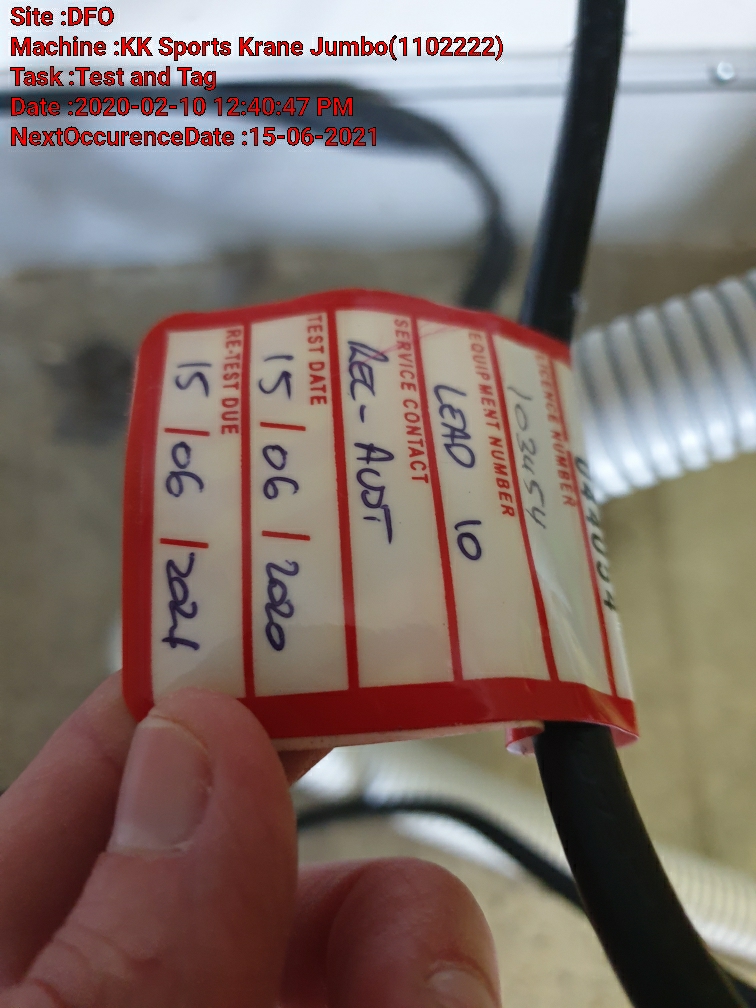 Site :DFO
Machine :KK Sports Krane Jumbo(1102222)
Task :Test and Tag
Date :2020-02-10 12:40:47 PM
NextOccurenceDate :15-06-2021
LICENCE NUMBER
103454
EQUIPMENT NUMBER
LEAD 10
SERVICE CONTACT
REC-AUST
TEST DATE
15 / 06 / 2020
RE-TEST DUE
15 / 06 / 2021